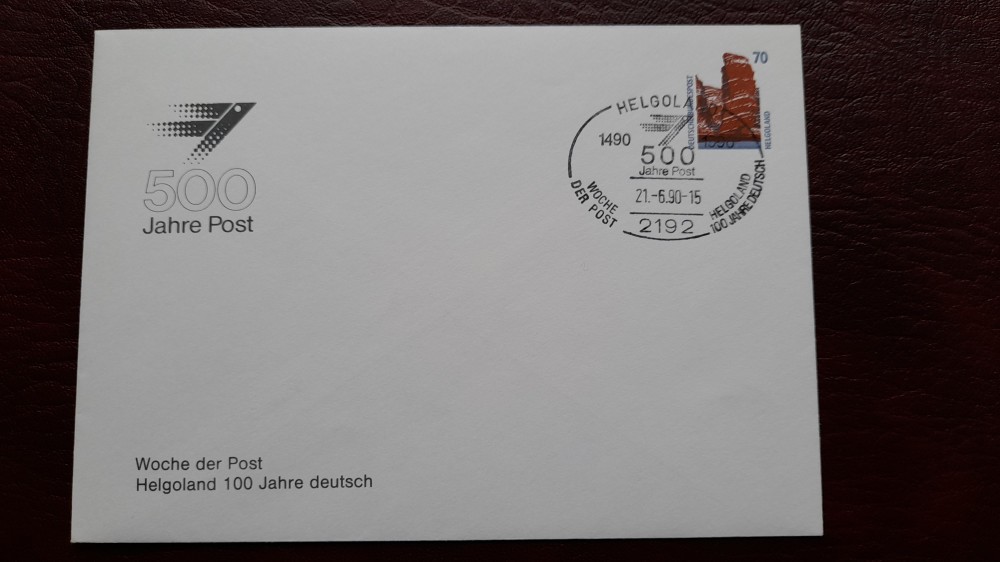 500
Jahre Post
70
DEUTSCHE BUNDESPOST
HELGOLAND
HELGOLA
1490
1990
500
Jahre Post
21.-6.90-15
WOCHE
DER POST
HELGOLAND
100 JAHRE DEUTSCH
2192
Woche der Post
Helgoland 100 Jahre deutsch